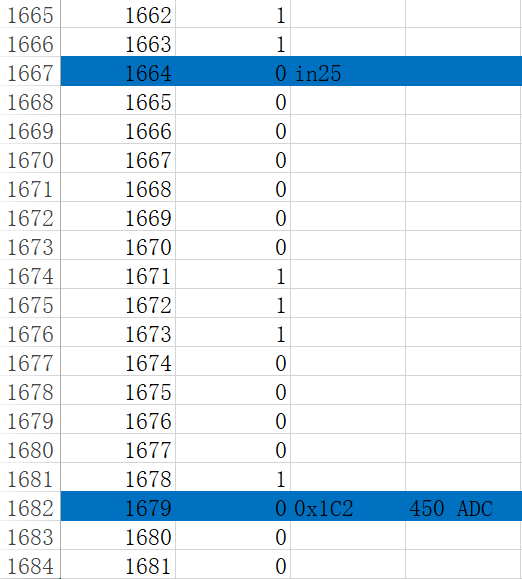 1665 1662 1
1666 1663 1
1667 1664 0 in25
1668 1665 0
1669 1666 0
1670 1667 0
1671 1668 0
1672 1669 0
1673 1670 0
1674 1671 1
1675 1672 1
1676 1673 1
1677 1674 0
1678 1675 0
1679 1676 0
1680 1677 0
1681 1678 1
1682 1679 0 0x1C2 450 ADC
1683 1680 0
1684 1681 0